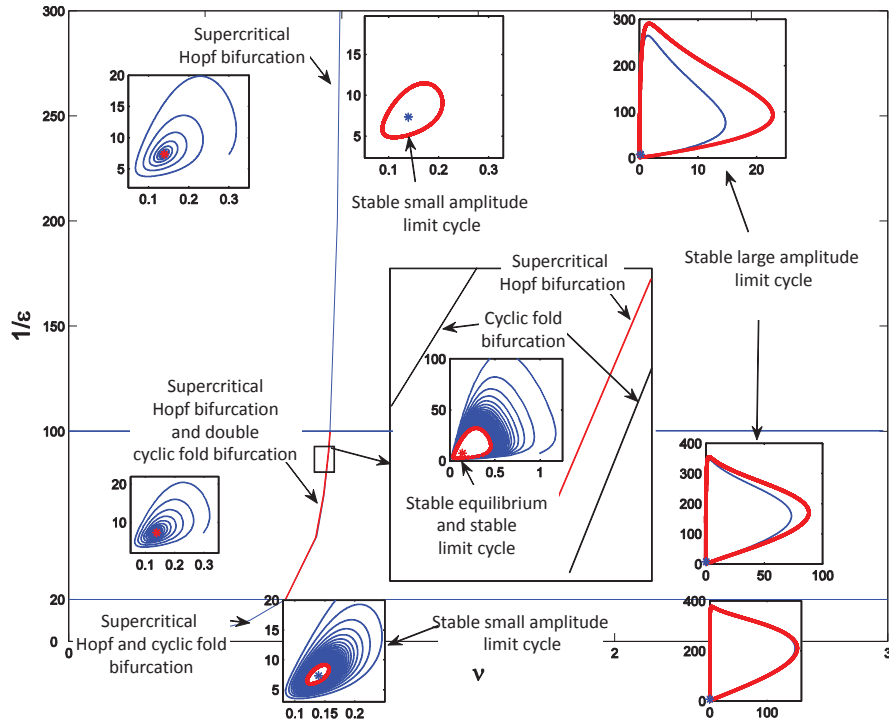 300
250
200
150
100
20
0
1/ε
0
2
3
ν
Supercritical
Hopf bifurcation
20
15
10
5
0.1
0.2
0.3
15
10
5
0.1
0.2
0.3
Stable small amplitude
limit cycle
300
200
100
0
0
10
20
Stable large amplitude
limit cycle
Supercritical
Hopf bifurcation
Cyclic fold
bifurcation
100
50
0
0
0.5
1
Stable equilibrium
and stable
limit cycle
Supercritical
Hopf bifurcation
and double
cyclic fold bifurcation
20
10
0.1
0.2
0.3
400
300
200
100
0
0
50
100
Supercritical
Hopf and cyclic fold
bifurcation
20
15
10
5
0.1
0.15
0.2
Stable small amplitude
limit cycle
400
200
0
0
100